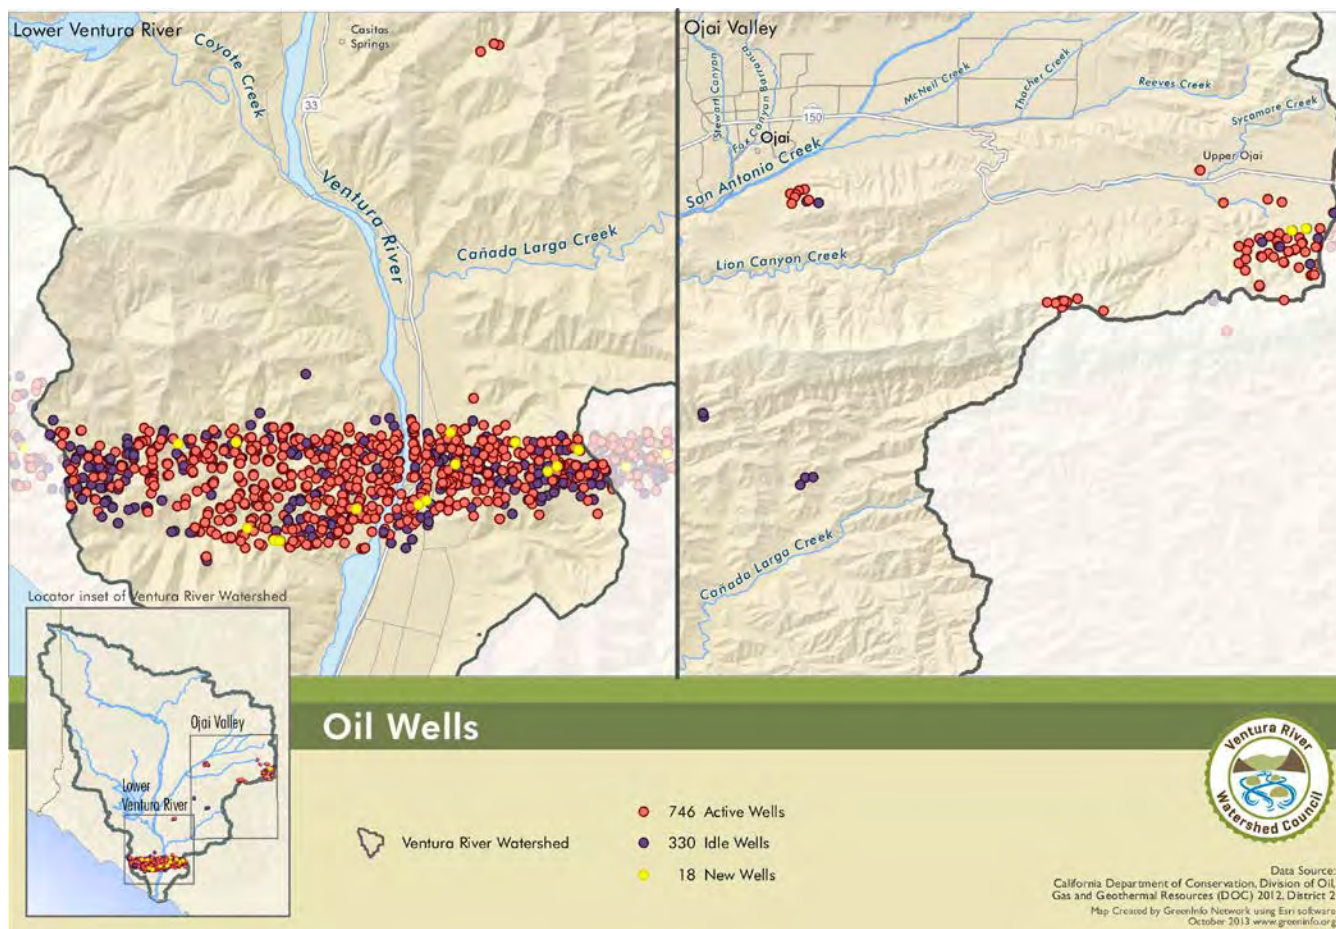 Lower Ventura River
Coyote Creek
Casitas
Springs
33
Ventura River
Cañada Larga Creek
Ojai Valley
Stewart Canyon
Fox Canyon Barranca
McNeil Creek
Thacher Creek
Reeves Creek
Sycamore Creek
150
Ojai
San Antonio Creek
Upper Ojai
Lion Canyon Creek
Cañada Larga Creek
Locator inset of Ventura River Watershed
Ojai Valley
Lower
Ventura River
Oil Wells
Ventura River Watershed
746 Active Wells
330 Idle Wells
18 New Wells
Ventura River
Watershed Council
Data Source:
California Department of Conservation, Division of Oil,
Gas and Geothermal Resources (DOC) 2012, District 2
Map Created by GreenInfo Network using Esri software
October 2013 www.greeninfo.org